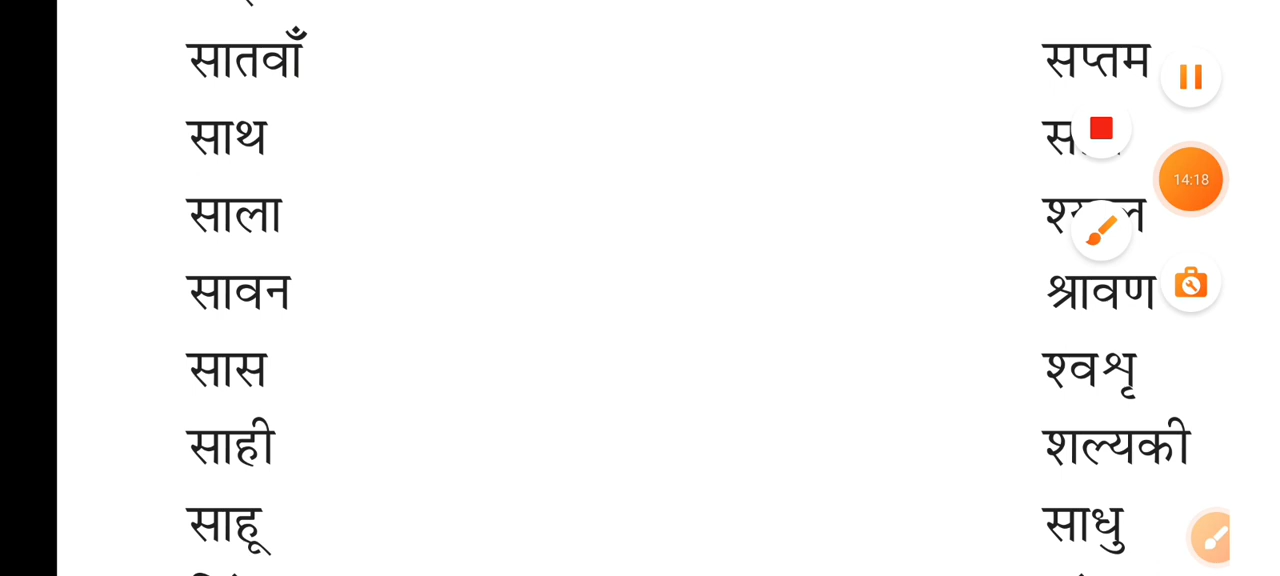 सातवाँ सप्तम
साथ
14:18
साला
सावन श्रावण
सास श्वशृ
साही शल्यकी
साहू साधु